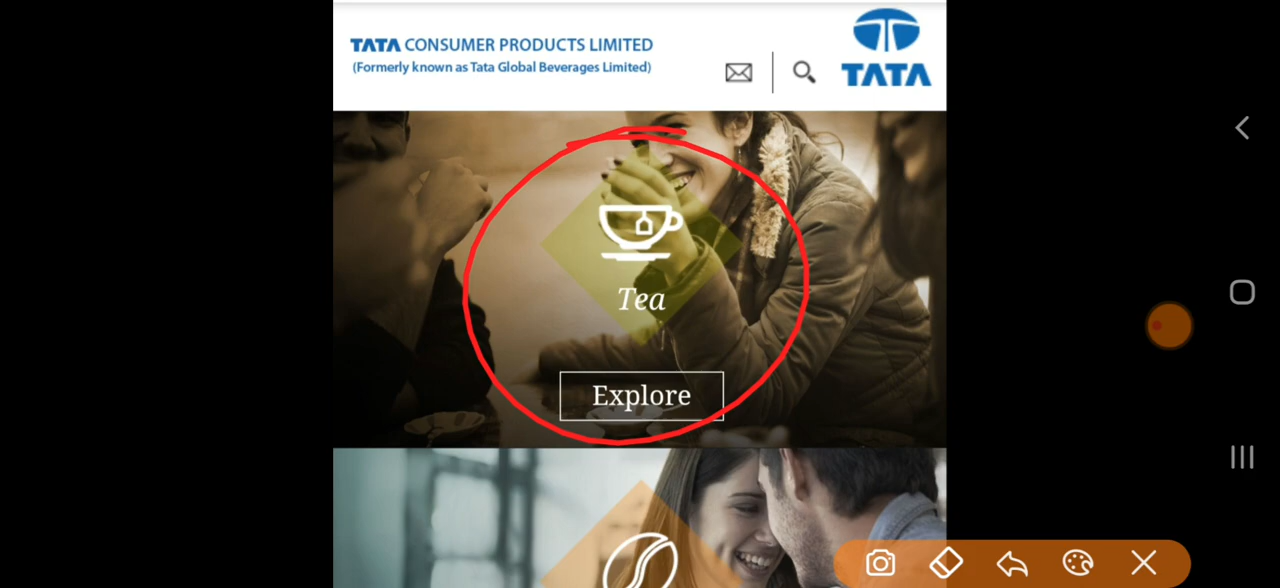 TATA CONSUMER PRODUCTS LIMITED
(Formerly known as Tata Global Beverages Limited)
TATA
Tea
Explore